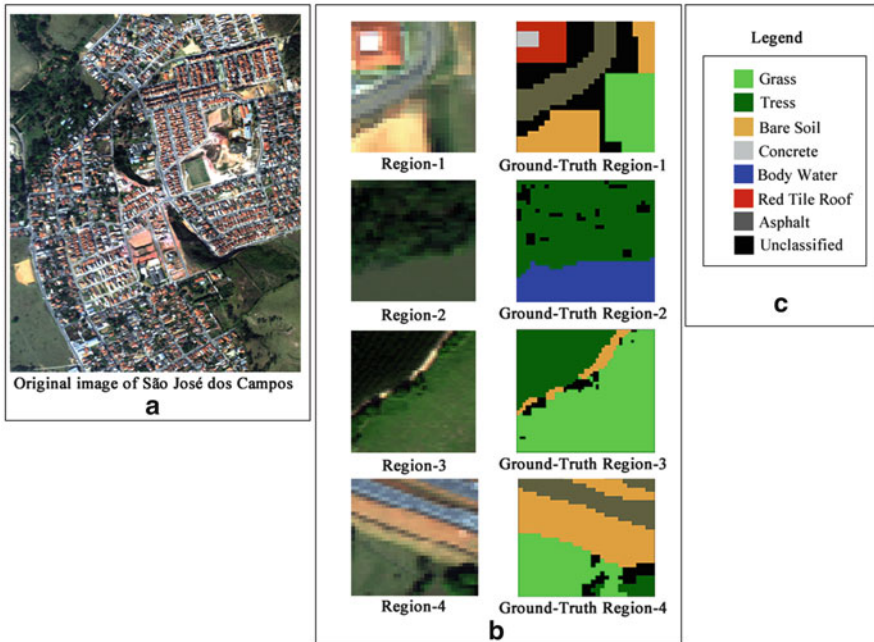 Original image of São José dos Campos
a
Region-1
Ground-Truth Region-1
Region-2
Ground-Truth Region-2
Region-3
Ground-Truth Region-3
Region-4
Ground-Truth Region-4
b
Legend
Grass
Tress
Bare Soil
Concrete
Body Water
Red Tile Roof
Asphalt
Unclassified
c